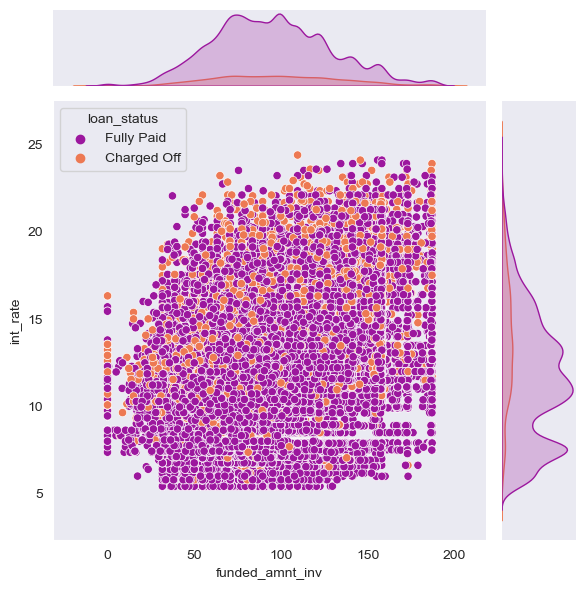 loan_status
Fully Paid
Charged Off
25
20
15
10
5
int_rate
0 50 100 150 200
funded_amnt_inv